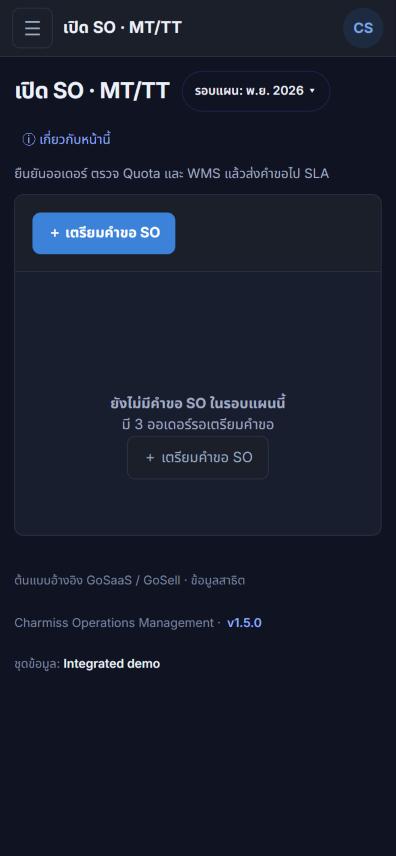 ☰ เปิด SO · MT/TT CS
เปิด SO · MT/TT รอบแผน: พ.ย. 2026 ▾
ⓘ เกี่ยวกับหน้านี้
ยืนยันออเดอร์ ตรวจ Quota และ WMS แล้วส่งคำขอไป SLA
+ เตรียมคำขอ SO
ยังไม่มีคำขอ SO ในรอบแผนนี้
มี 3 ออเดอร์รอเตรียมคำขอ
+ เตรียมคำขอ SO
ต้นแบบอ้างอิง GoSaaS / GoSell · ข้อมูลสาธิต
Charmiss Operations Management · v1.5.0
ชุดข้อมูล: Integrated demo